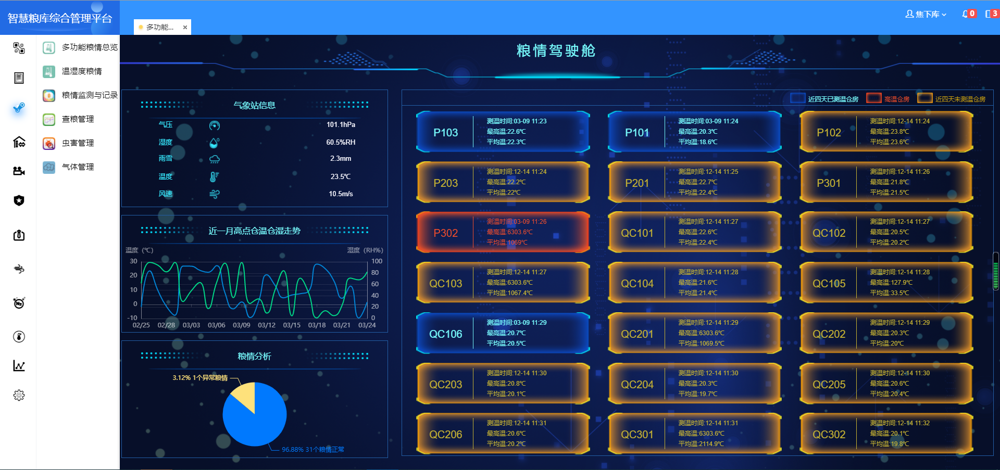 智慧粮库综合管理平台
多功能... ×
焦下库
0
3
多功能粮情总览
温湿度粮情
粮情监测与记录
查粮管理
虫害管理
气体管理
粮情驾驶舱
气象站信息
气压 101.1hPa
湿度 60.5%RH
雨雪 2.3mm
温度 23.5℃
风速 10.5m/s
近一月高点仓温仓湿走势
温度（℃） 湿度（RH%）
30 100
20 80
10 60
0 40
-10 20
0
02/25 02/28 03/03 03/06 03/09 03/12 03/15 03/18 03/21 03/24
粮情分析
3.12% 1个异常粮情
96.88% 31个粮情正常
近四天已测温仓房 高温仓房 近四天未测温仓房
P103
测温时间:03-09 11:23
最高温:22.6℃
平均温:22.3℃
P101
测温时间:03-09 11:24
最高温:20.3℃
平均温:18.6℃
P102
测温时间:12-14 11:24
最高温:23.8℃
平均温:23.6℃
P203
测温时间:12-14 11:24
最高温:22.2℃
平均温:22℃
P201
测温时间:12-14 11:25
最高温:22.7℃
平均温:22.4℃
P301
测温时间:12-14 11:26
最高温:21.8℃
平均温:21.5℃
P302
测温时间:03-09 11:26
最高温:6303.6℃
平均温:1069℃
QC101
测温时间:12-14 11:27
最高温:22.6℃
平均温:22.4℃
QC102
测温时间:12-14 11:27
最高温:20.5℃
平均温:20.2℃
QC103
测温时间:12-14 11:27
最高温:6303.6℃
平均温:1067.4℃
QC104
测温时间:12-14 11:28
最高温:21.6℃
平均温:21.4℃
QC105
测温时间:12-14 11:28
最高温:127.9℃
平均温:33.5℃
QC106
测温时间:03-09 11:29
最高温:20.7℃
平均温:20.5℃
QC201
测温时间:12-14 11:29
最高温:6303.6℃
平均温:1069.5℃
QC202
测温时间:12-14 11:29
最高温:20.3℃
平均温:20℃
QC203
测温时间:12-14 11:30
最高温:20.8℃
平均温:20.1℃
QC204
测温时间:12-14 11:30
最高温:20.3℃
平均温:19.7℃
QC205
测温时间:12-14 11:30
最高温:20.6℃
平均温:20.4℃
QC206
测温时间:12-14 11:31
最高温:20.6℃
平均温:20.2℃
QC301
测温时间:12-14 11:31
最高温:6303.6℃
平均温:2114.9℃
QC302
测温时间:12-14 11:32
最高温:20.1℃
平均温:19.8℃